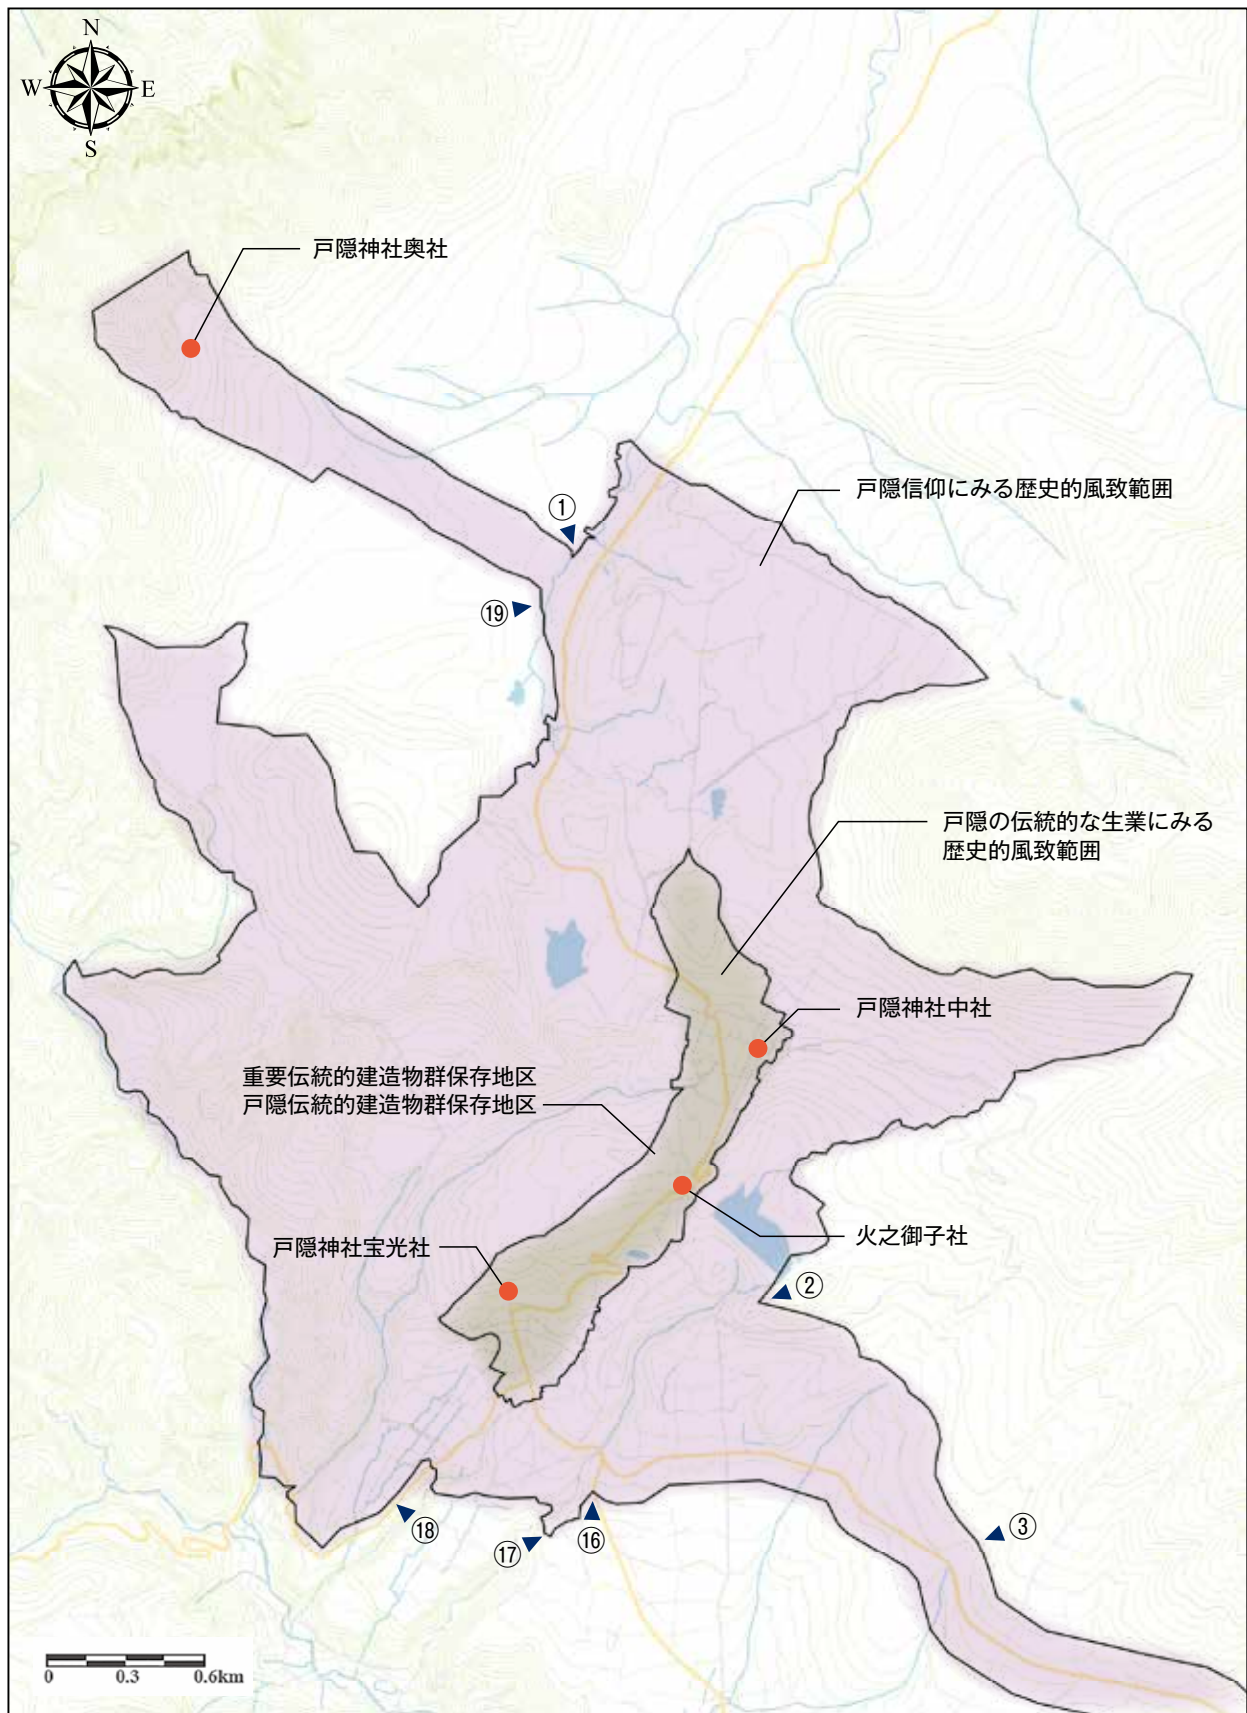 N
W
E
S
戸隠神社奥社
戸隠信仰にみる歴史的風致範囲
①
⑲
戸隠の伝統的な生業にみる
歴史的風致範囲
戸隠神社中社
重要伝統的建造物群保存地区
戸隠伝統的建造物群保存地区
火之御子社
戸隠神社宝光社
②
③
⑱
⑰
⑯
0 0.3 0.6km